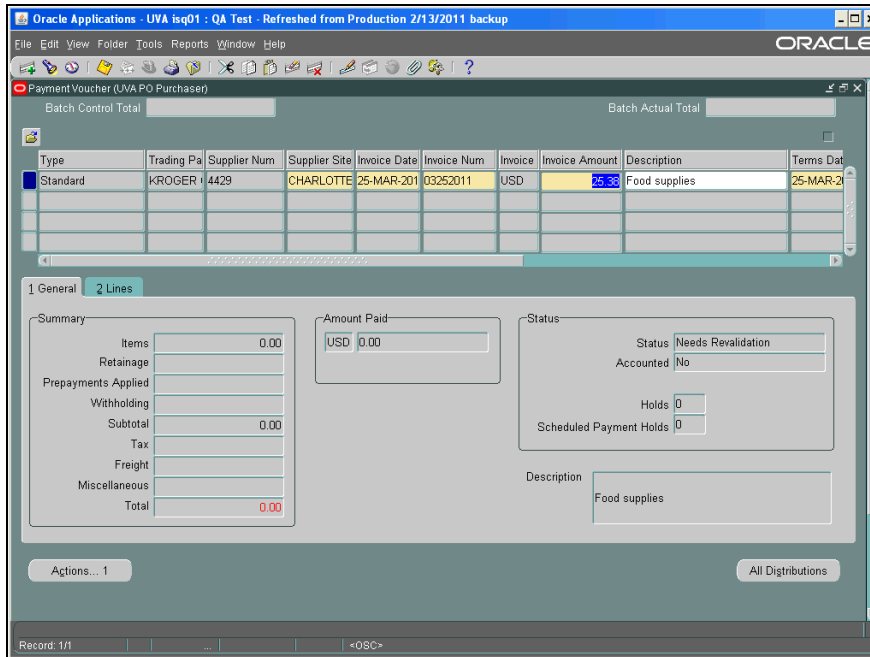 Oracle Applications - UVA isq01 : QA Test - Refreshed from Production 2/13/2011 backup
File Edit View Folder Tools Reports Window Help
ORACLE
Payment Voucher (UVA PO Purchaser)
Batch Control Total
Batch Actual Total
Type Trading Pa Supplier Num Supplier Site Invoice Date Invoice Num Invoice Invoice Amount Description Terms Dat
Standard KROGER 4429 CHARLOTTE 25-MAR-201 03252011 USD 25.38 Food supplies 25-MAR-20
1 General 2 Lines
Summary
Items 0.00
Retainage
Prepayments Applied
Withholding
Subtotal 0.00
Tax
Freight
Miscellaneous
Total 0.00
Amount Paid
USD 0.00
Status
Status Needs Revalidation
Accounted No
Holds 0
Scheduled Payment Holds 0
Description
Food supplies
Actions... 1
All Distributions
Record: 1/1 ... <OSC>